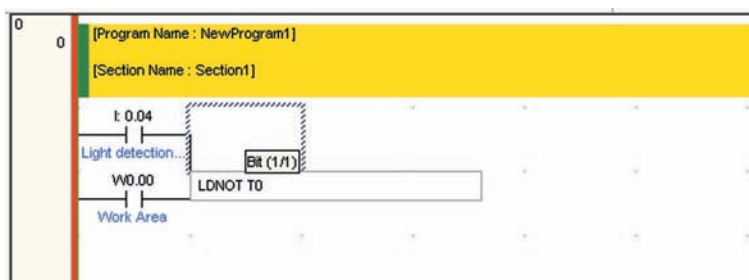 0
0
[Program Name : NewProgram1]
[Section Name : Section1]
I: 0.04
Light detection...
Bit (1/1)
W0.00
LDNOT T0
Work Area